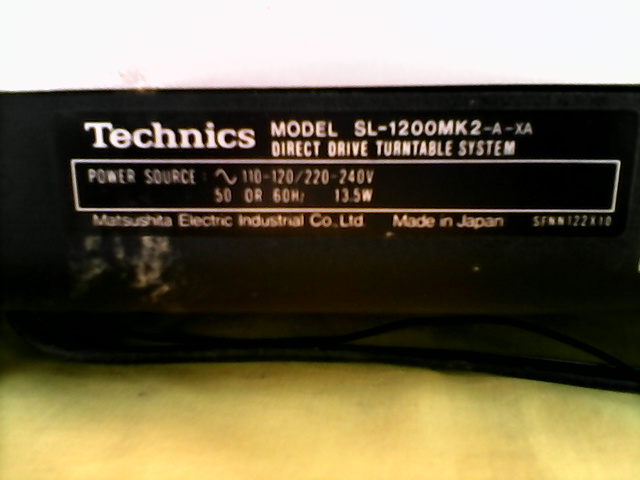 Technics MODEL SL-1200MK2-A-XA
DIRECT DRIVE TURNTABLE SYSTEM
POWER SOURCE : ∿ 110-120/220-240V
50 OR 60Hz 13.5W
Matsushita Electric Industrial Co., Ltd. Made in Japan SFNN122X10